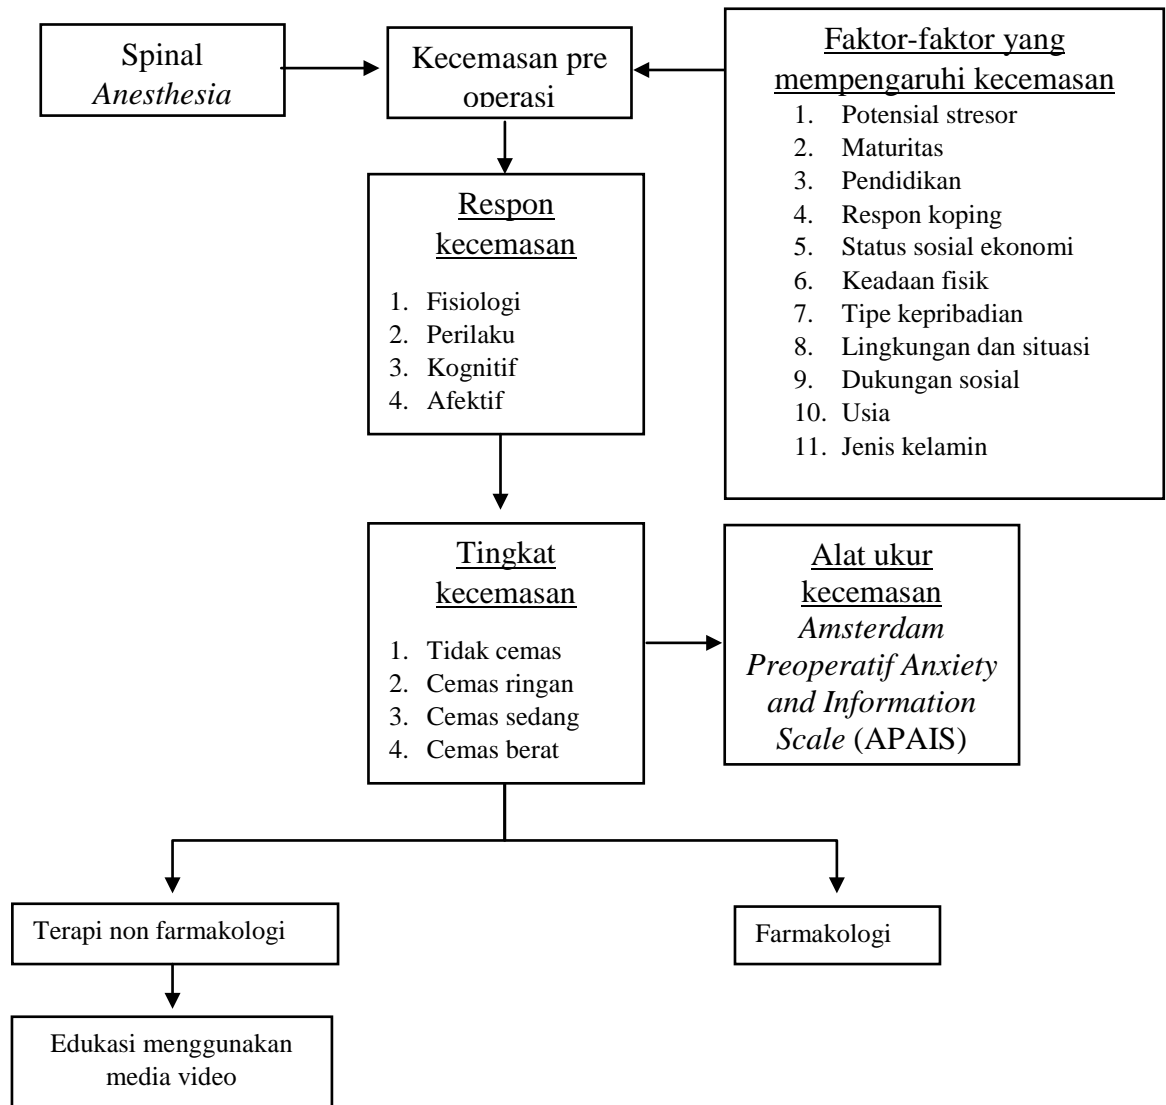 Spinal
Anesthesia
Kecemasan pre
operasi
Faktor-faktor yang
mempengaruhi kecemasan
1. Potensial stresor
2. Maturitas
3. Pendidikan
4. Respon koping
5. Status sosial ekonomi
6. Keadaan fisik
7. Tipe kepribadian
8. Lingkungan dan situasi
9. Dukungan sosial
10. Usia
11. Jenis kelamin
Respon
kecemasan
1. Fisiologi
2. Perilaku
3. Kognitif
4. Afektif
Tingkat
kecemasan
1. Tidak cemas
2. Cemas ringan
3. Cemas sedang
4. Cemas berat
Alat ukur
kecemasan
Amsterdam
Preoperatif Anxiety
and Information
Scale (APAIS)
Terapi non farmakologi
Farmakologi
Edukasi menggunakan
media video